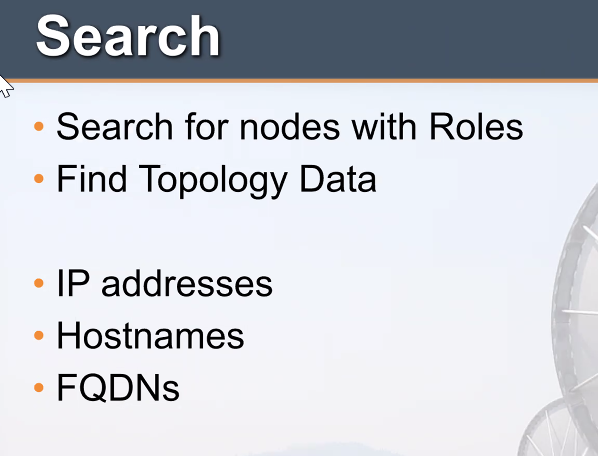 Search
• Search for nodes with Roles
• Find Topology Data
• IP addresses
• Hostnames
• FQDNs